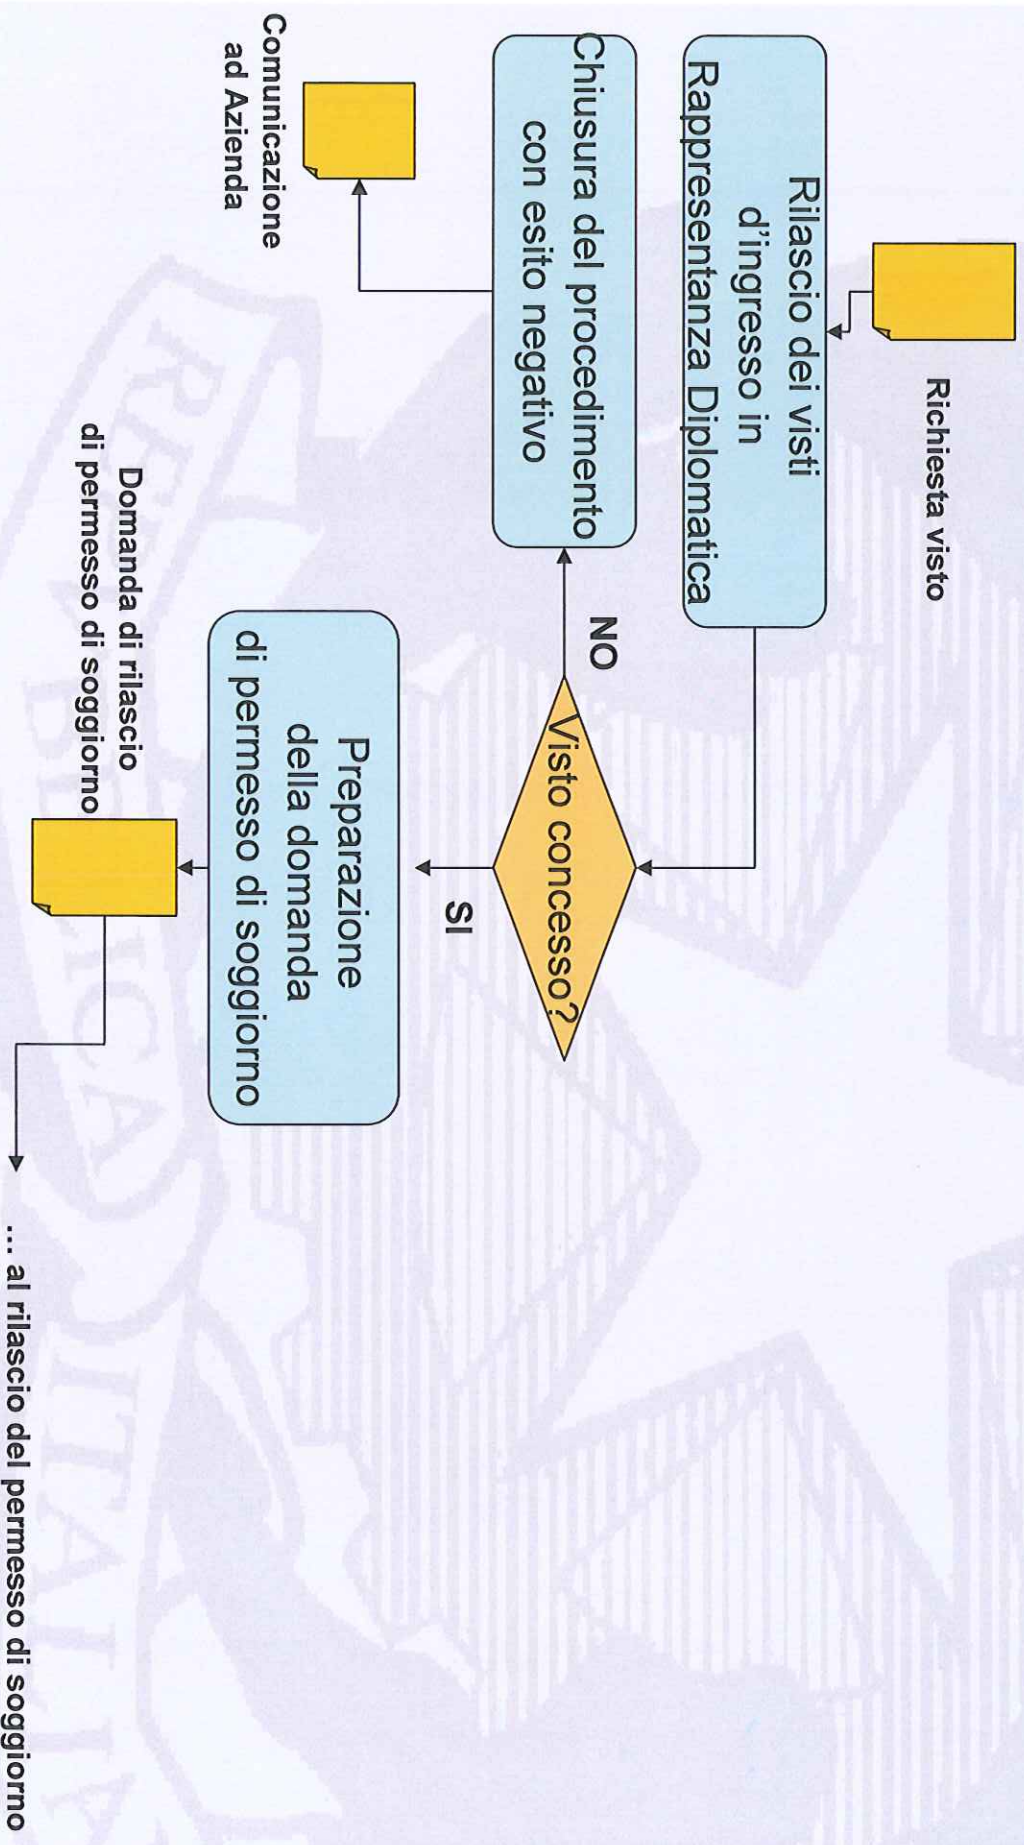 Richiesta visto
Rilascio dei visti
d'ingresso in
Rappresentanza Diplomatica
Chiusura del procedimento
con esito negativo
NO
Visto concesso?
SI
Comunicazione
ad Azienda
Preparazione
della domanda
di permesso di soggiorno
Domanda di rilascio
di permesso di soggiorno
... al rilascio del permesso di soggiorno
REPVBBLICA
ITALIANA